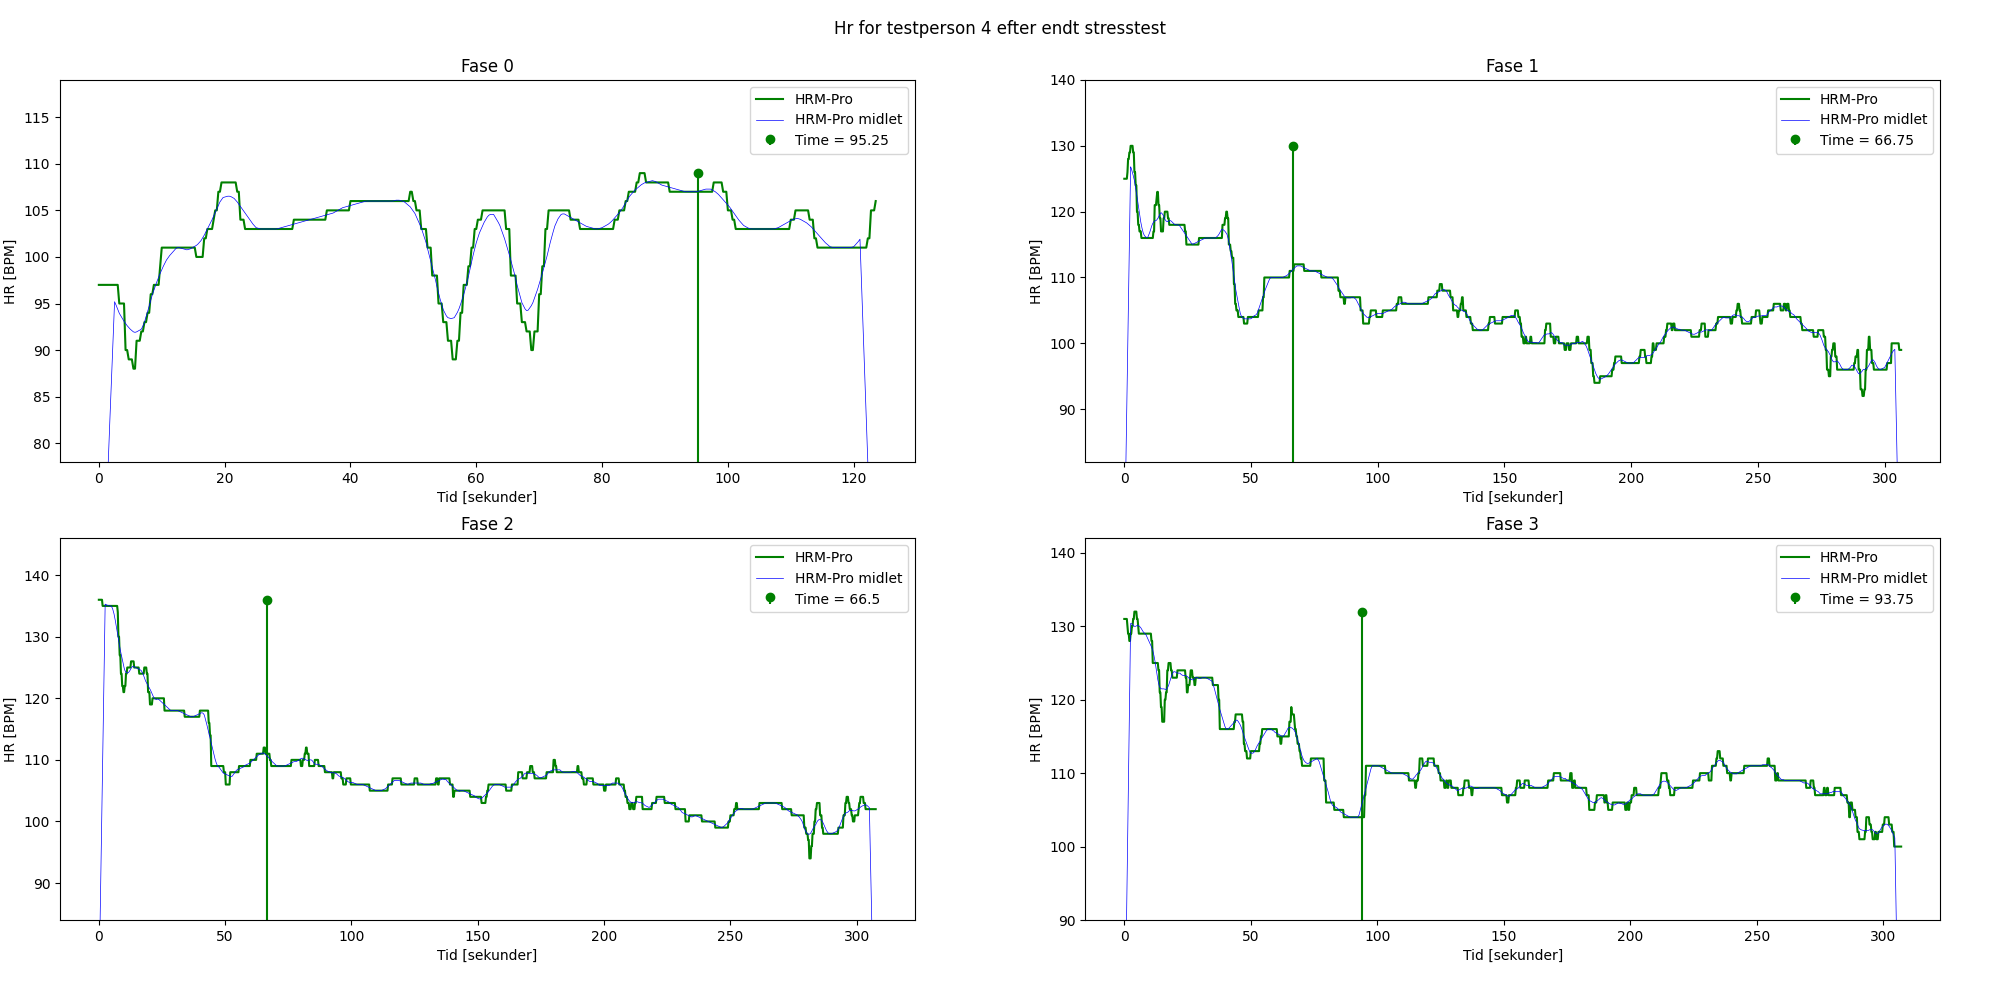 Hr for testperson 4 efter endt stresstest
Fase 0
HR [BPM]
115
110
105
100
95
90
85
80
0 20 40 60 80 100 120
Tid [sekunder]
HRM-Pro
HRM-Pro midlet
Time = 95.25
Fase 1
HR [BPM]
140
130
120
110
100
90
0 50 100 150 200 250 300
Tid [sekunder]
HRM-Pro
HRM-Pro midlet
Time = 66.75
Fase 2
HR [BPM]
140
130
120
110
100
90
0 50 100 150 200 250 300
Tid [sekunder]
HRM-Pro
HRM-Pro midlet
Time = 66.5
Fase 3
HR [BPM]
140
130
120
110
100
90
0 50 100 150 200 250 300
Tid [sekunder]
HRM-Pro
HRM-Pro midlet
Time = 93.75